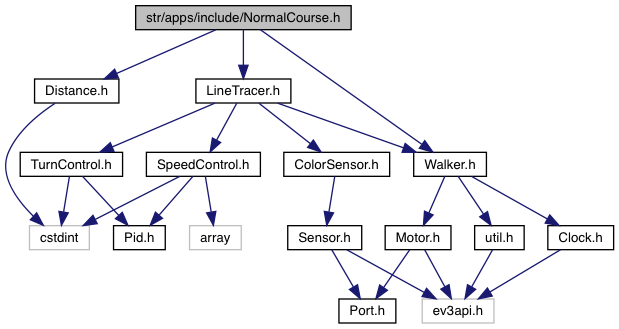 str/apps/include/NormalCourse.h
Distance.h
LineTracer.h
TurnControl.h
SpeedControl.h
ColorSensor.h
Walker.h
cstdint
Pid.h
array
Sensor.h
Motor.h
util.h
Clock.h
Port.h
ev3api.h